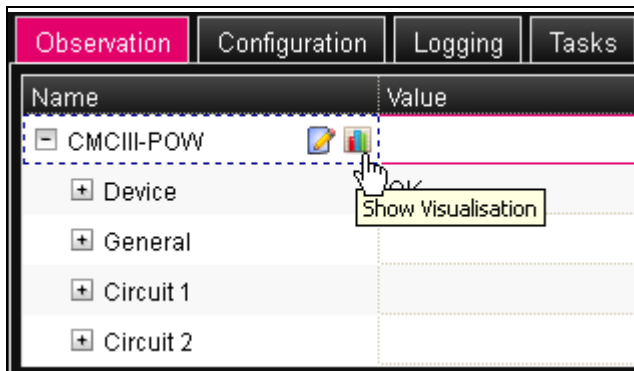 Observation Configuration Logging Tasks
Name Value
CMCIII-POW
Device OK
Show Visualisation
General
Circuit 1
Circuit 2